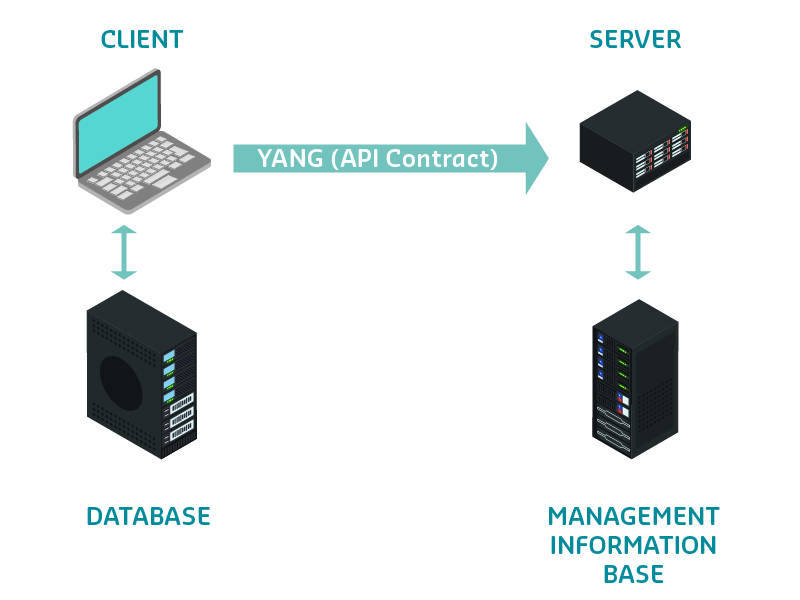 CLIENT
SERVER
YANG (API Contract)
DATABASE
MANAGEMENT
INFORMATION
BASE